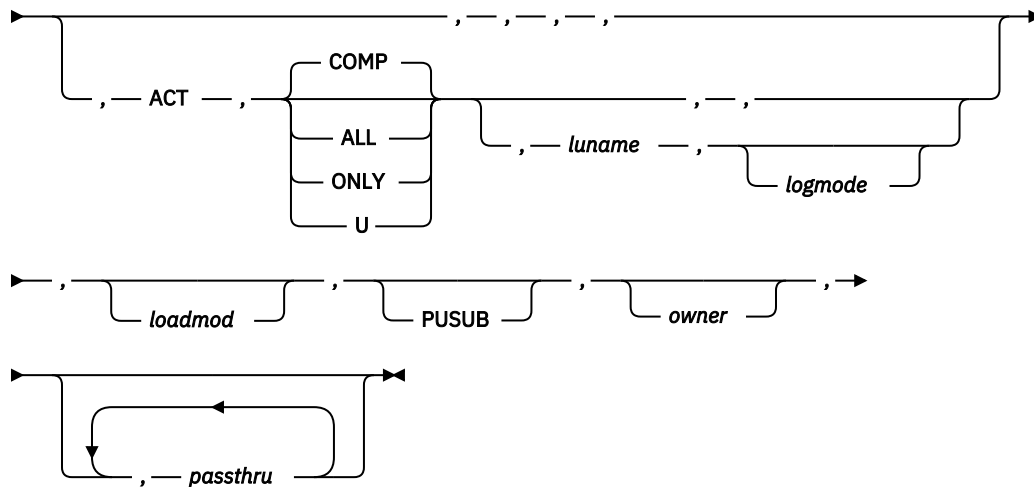 , , , ,
COMP
, ACT , , ,
ALL , luname ,
ONLY logmode
U
, , , ,
loadmod PUSUB owner
, passthru